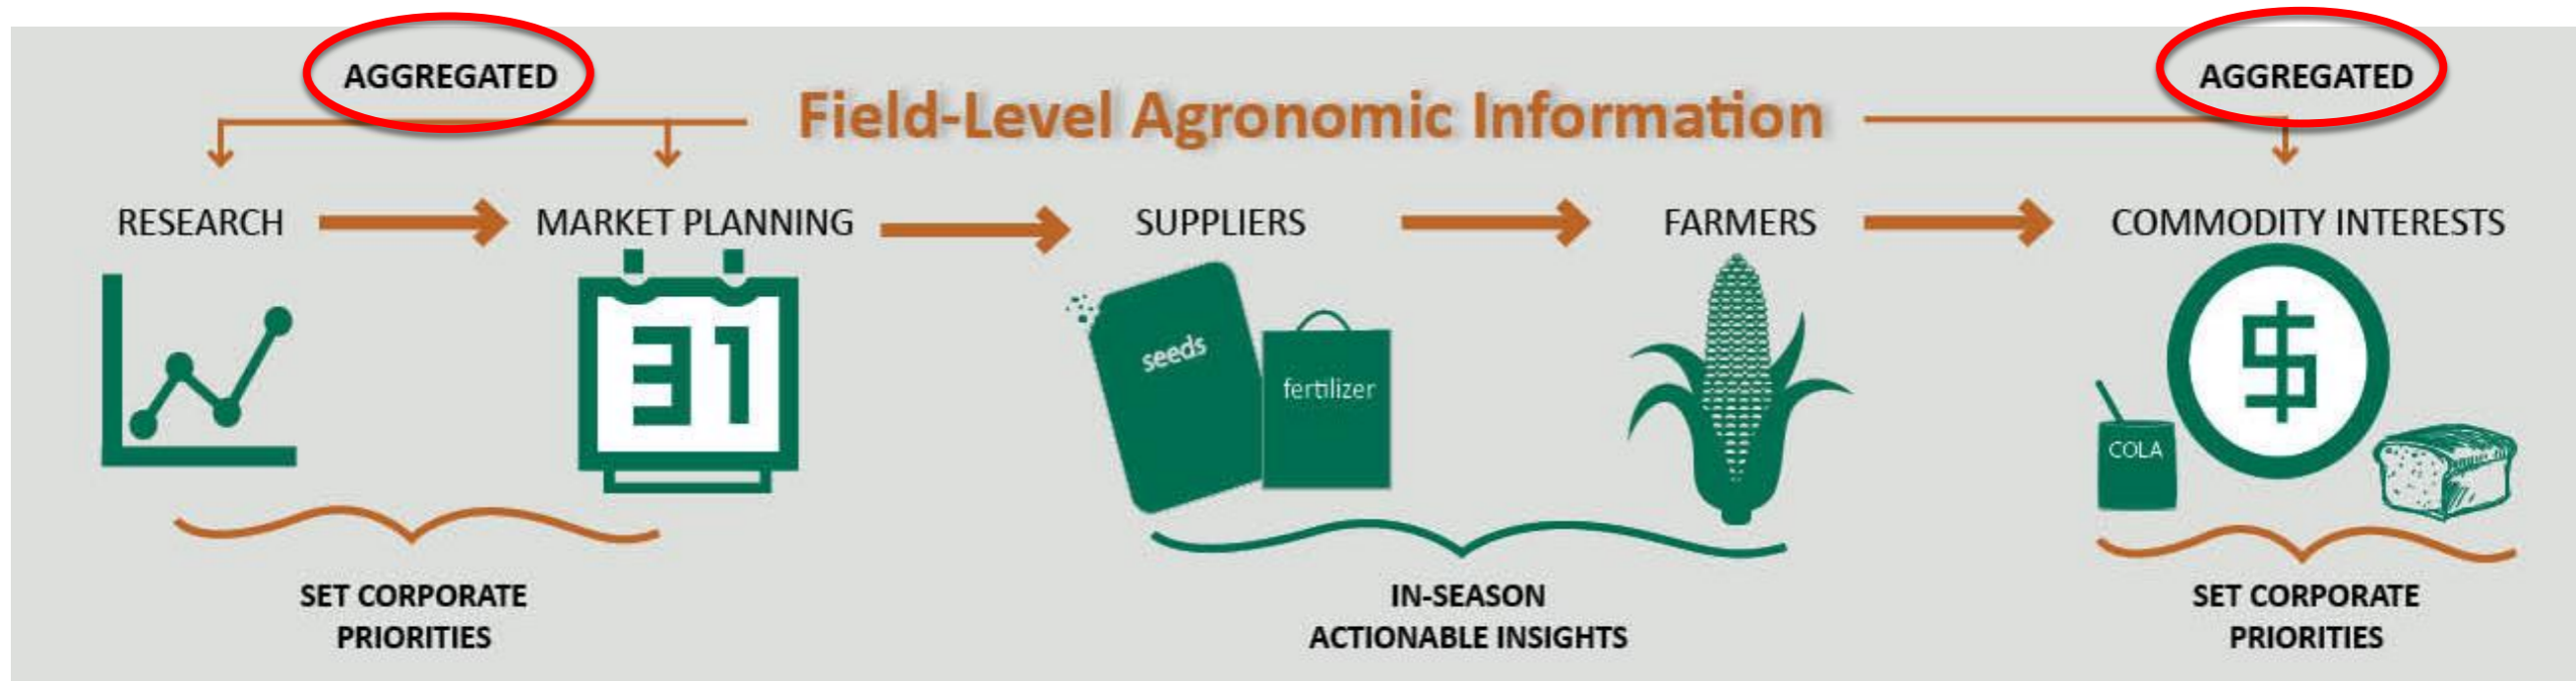 AGGREGATED
AGGREGATED
Field-Level Agronomic Information
RESEARCH
MARKET PLANNING
SUPPLIERS
FARMERS
COMMODITY INTERESTS
31
seeds
fertilizer
$
COLA
SET CORPORATE
PRIORITIES
IN-SEASON
ACTIONABLE INSIGHTS
SET CORPORATE
PRIORITIES